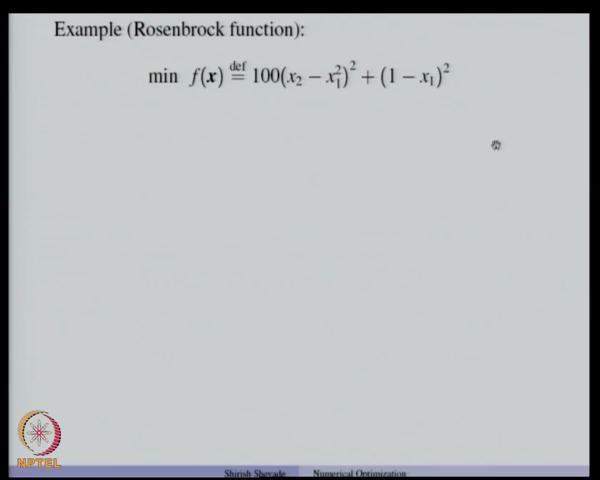 Example (Rosenbrock function):
min f(x) def= 100(x₂ − x₁²)² + (1 − x₁)²
NPTEL
Shirish Shevade Numerical Optimization